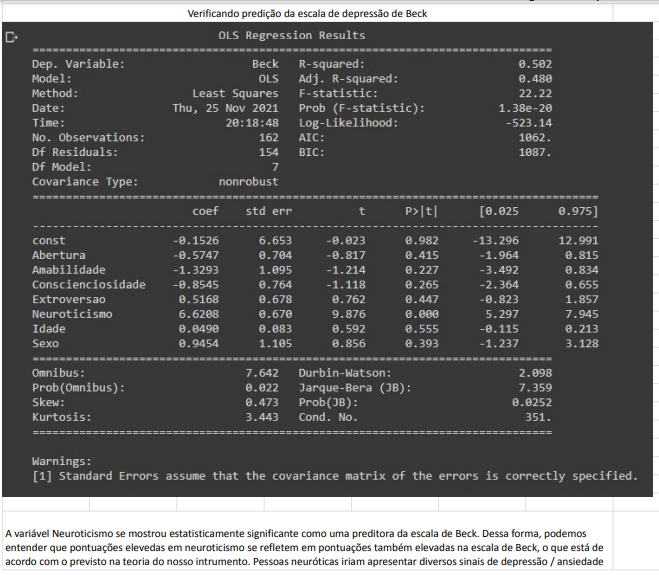 Verificando predição da escala de depressão de Beck
OLS Regression Results
==============================================================================
Dep. Variable: Beck R-squared: 0.502
Model: OLS Adj. R-squared: 0.480
Method: Least Squares F-statistic: 22.22
Date: Thu, 25 Nov 2021 Prob (F-statistic): 1.38e-20
Time: 20:18:48 Log-Likelihood: -523.14
No. Observations: 162 AIC: 1062.
Df Residuals: 154 BIC: 1087.
Df Model: 7
Covariance Type: nonrobust
=====================================================================================
coef std err t P>|t| [0.025 0.975]
-------------------------------------------------------------------------------------
const -0.1526 6.653 -0.023 0.982 -13.296 12.991
Abertura -0.5747 0.704 -0.817 0.415 -1.964 0.815
Amabilidade -1.3293 1.095 -1.214 0.227 -3.492 0.834
Conscienciosidade -0.8545 0.764 -1.118 0.265 -2.364 0.655
Extroversao 0.5168 0.678 0.762 0.447 -0.823 1.857
Neuroticismo 6.6208 0.670 9.876 0.000 5.297 7.945
Idade 0.0490 0.083 0.592 0.555 -0.115 0.213
Sexo 0.9454 1.105 0.856 0.393 -1.237 3.128
==============================================================================
Omnibus: 7.642 Durbin-Watson: 2.098
Prob(Omnibus): 0.022 Jarque-Bera (JB): 7.359
Skew: 0.473 Prob(JB): 0.0252
Kurtosis: 3.443 Cond. No. 351.
==============================================================================
Warnings:
[1] Standard Errors assume that the covariance matrix of the errors is correctly specified.
A variável Neuroticismo se mostrou estatisticamente significante como uma preditora da escala de Beck. Dessa forma, podemos
entender que pontuações elevedas em neuroticismo se refletem em pontuações também elevadas na escala de Beck, o que está de
acordo com o previsto na teoria do nosso intrumento. Pessoas neuróticas iriam apresentar diversos sinais de depressão / ansiedade